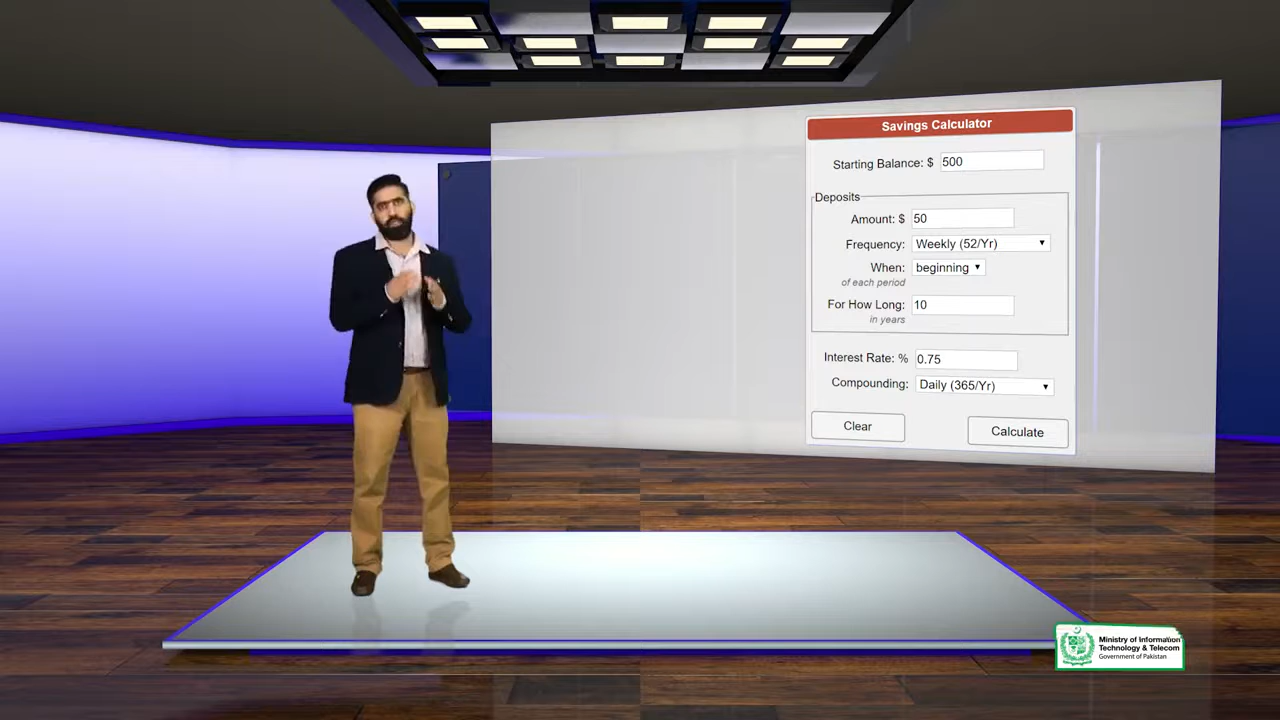 Savings Calculator
Starting Balance: $ 500
Deposits
Amount: $ 50
Frequency: Weekly (52/Yr)
When: beginning
of each period
For How Long: 10
in years
Interest Rate: % 0.75
Compounding: Daily (365/Yr)
Clear Calculate
Ministry of Information
Technology & Telecom
Government of Pakistan